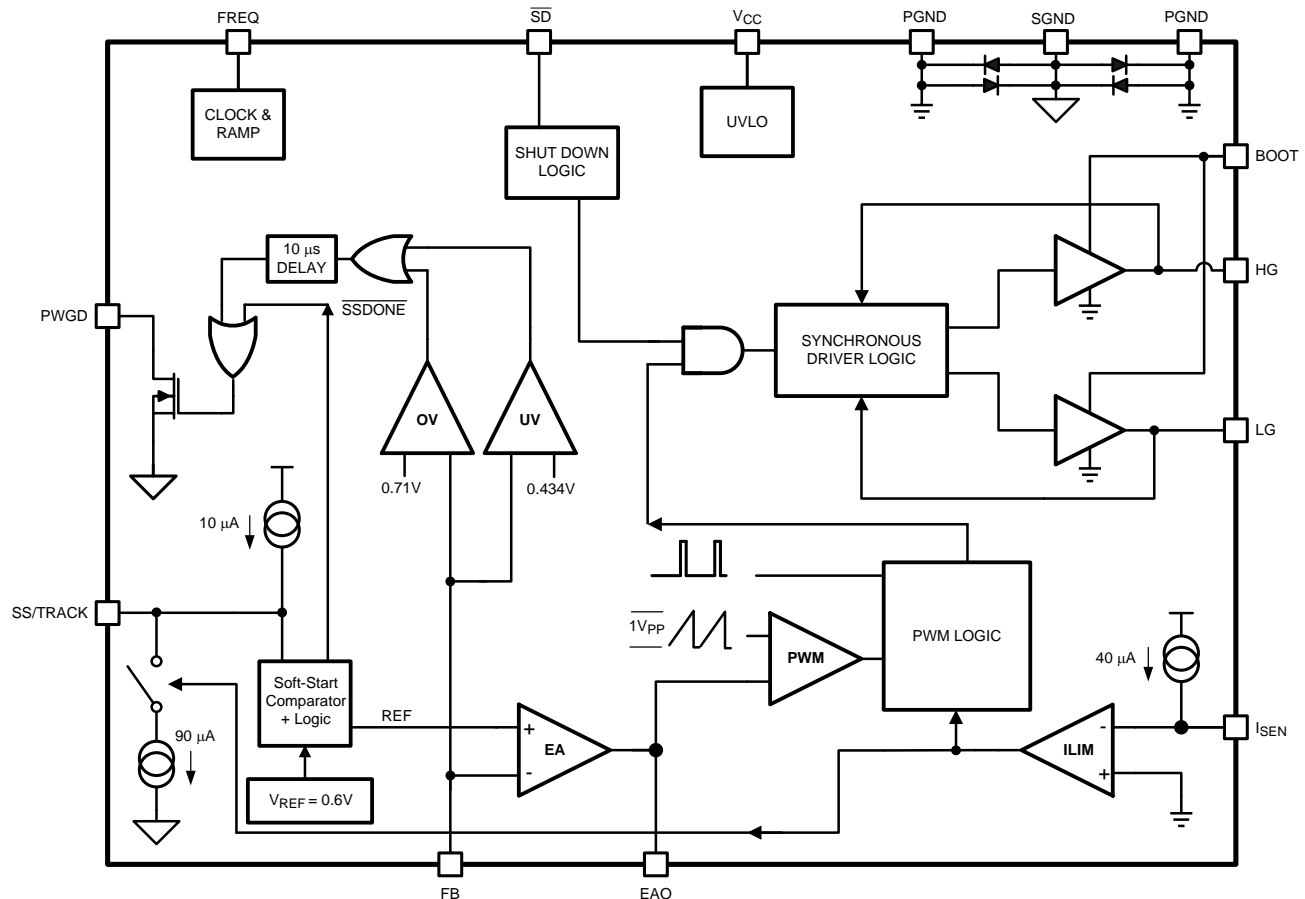 FREQ
SD
VCC
PGND
SGND
PGND
CLOCK &
RAMP
UVLO
SHUT DOWN
LOGIC
BOOT
10 μs
DELAY
HG
PWGD
SSDONE
SYNCHRONOUS
DRIVER LOGIC
OV
UV
LG
0.71V
0.434V
10 μA
SS/TRACK
1VPP
PWM
PWM LOGIC
40 μA
Soft-Start
Comparator
+ Logic
REF
+
EA
-
90 μA
-
ILIM
+
ISEN
VREF = 0.6V
FB
EAO